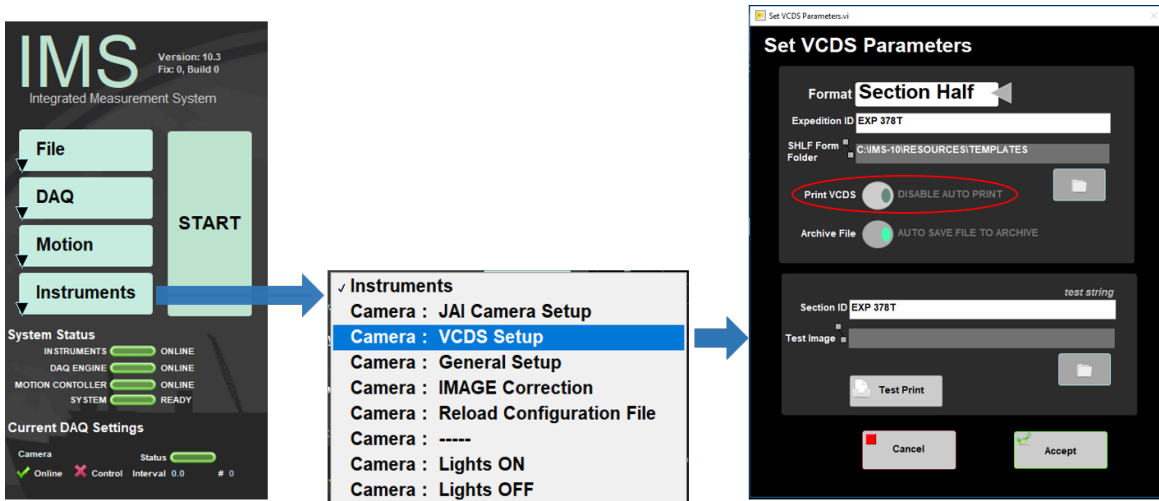 IMS
Version: 10.3
Fix: 0, Build 0
Integrated Measurement System
File
DAQ
Motion
Instruments
START
System Status
INSTRUMENTS ONLINE
DAQ ENGINE ONLINE
MOTION CONTOLLER ONLINE
SYSTEM READY
Current DAQ Settings
Camera Status
Online Control Interval 0.0 # 0
✓ Instruments
Camera : JAI Camera Setup
Camera : VCDS Setup
Camera : General Setup
Camera : IMAGE Correction
Camera : Reload Configuration File
Camera : -----
Camera : Lights ON
Camera : Lights OFF
Set VCDS Parameters.vi
Set VCDS Parameters
Format Section Half
Expedition ID EXP 378T
SHLF Form
Folder
C:\IMS-10\RESOURCES\TEMPLATES
Print VCDS DISABLE AUTO PRINT
Archive File AUTO SAVE FILE TO ARCHIVE
test string
Section ID EXP 378T
Test Image
Test Print
Cancel
Accept